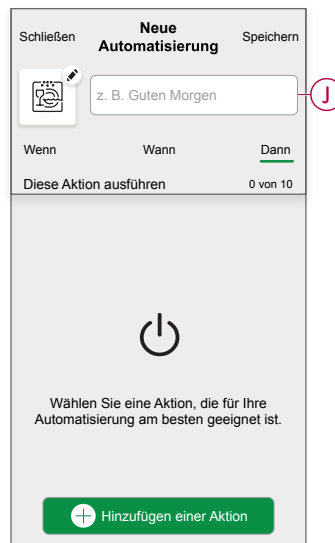 Schließen
Neue
Automatisierung
Speichern
z. B. Guten Morgen
J
Wenn
Wann
Dann
Diese Aktion ausführen
0 von 10
Wählen Sie eine Aktion, die für Ihre
Automatisierung am besten geeignet ist.
Hinzufügen einer Aktion